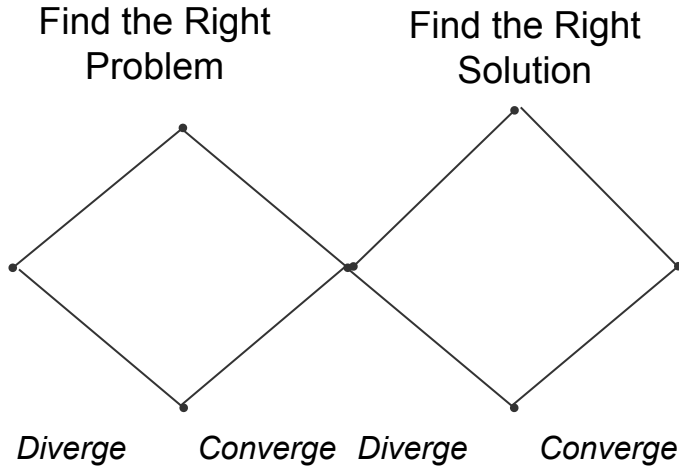 Find the Right
Problem
Find the Right
Solution
Diverge Converge Diverge Converge